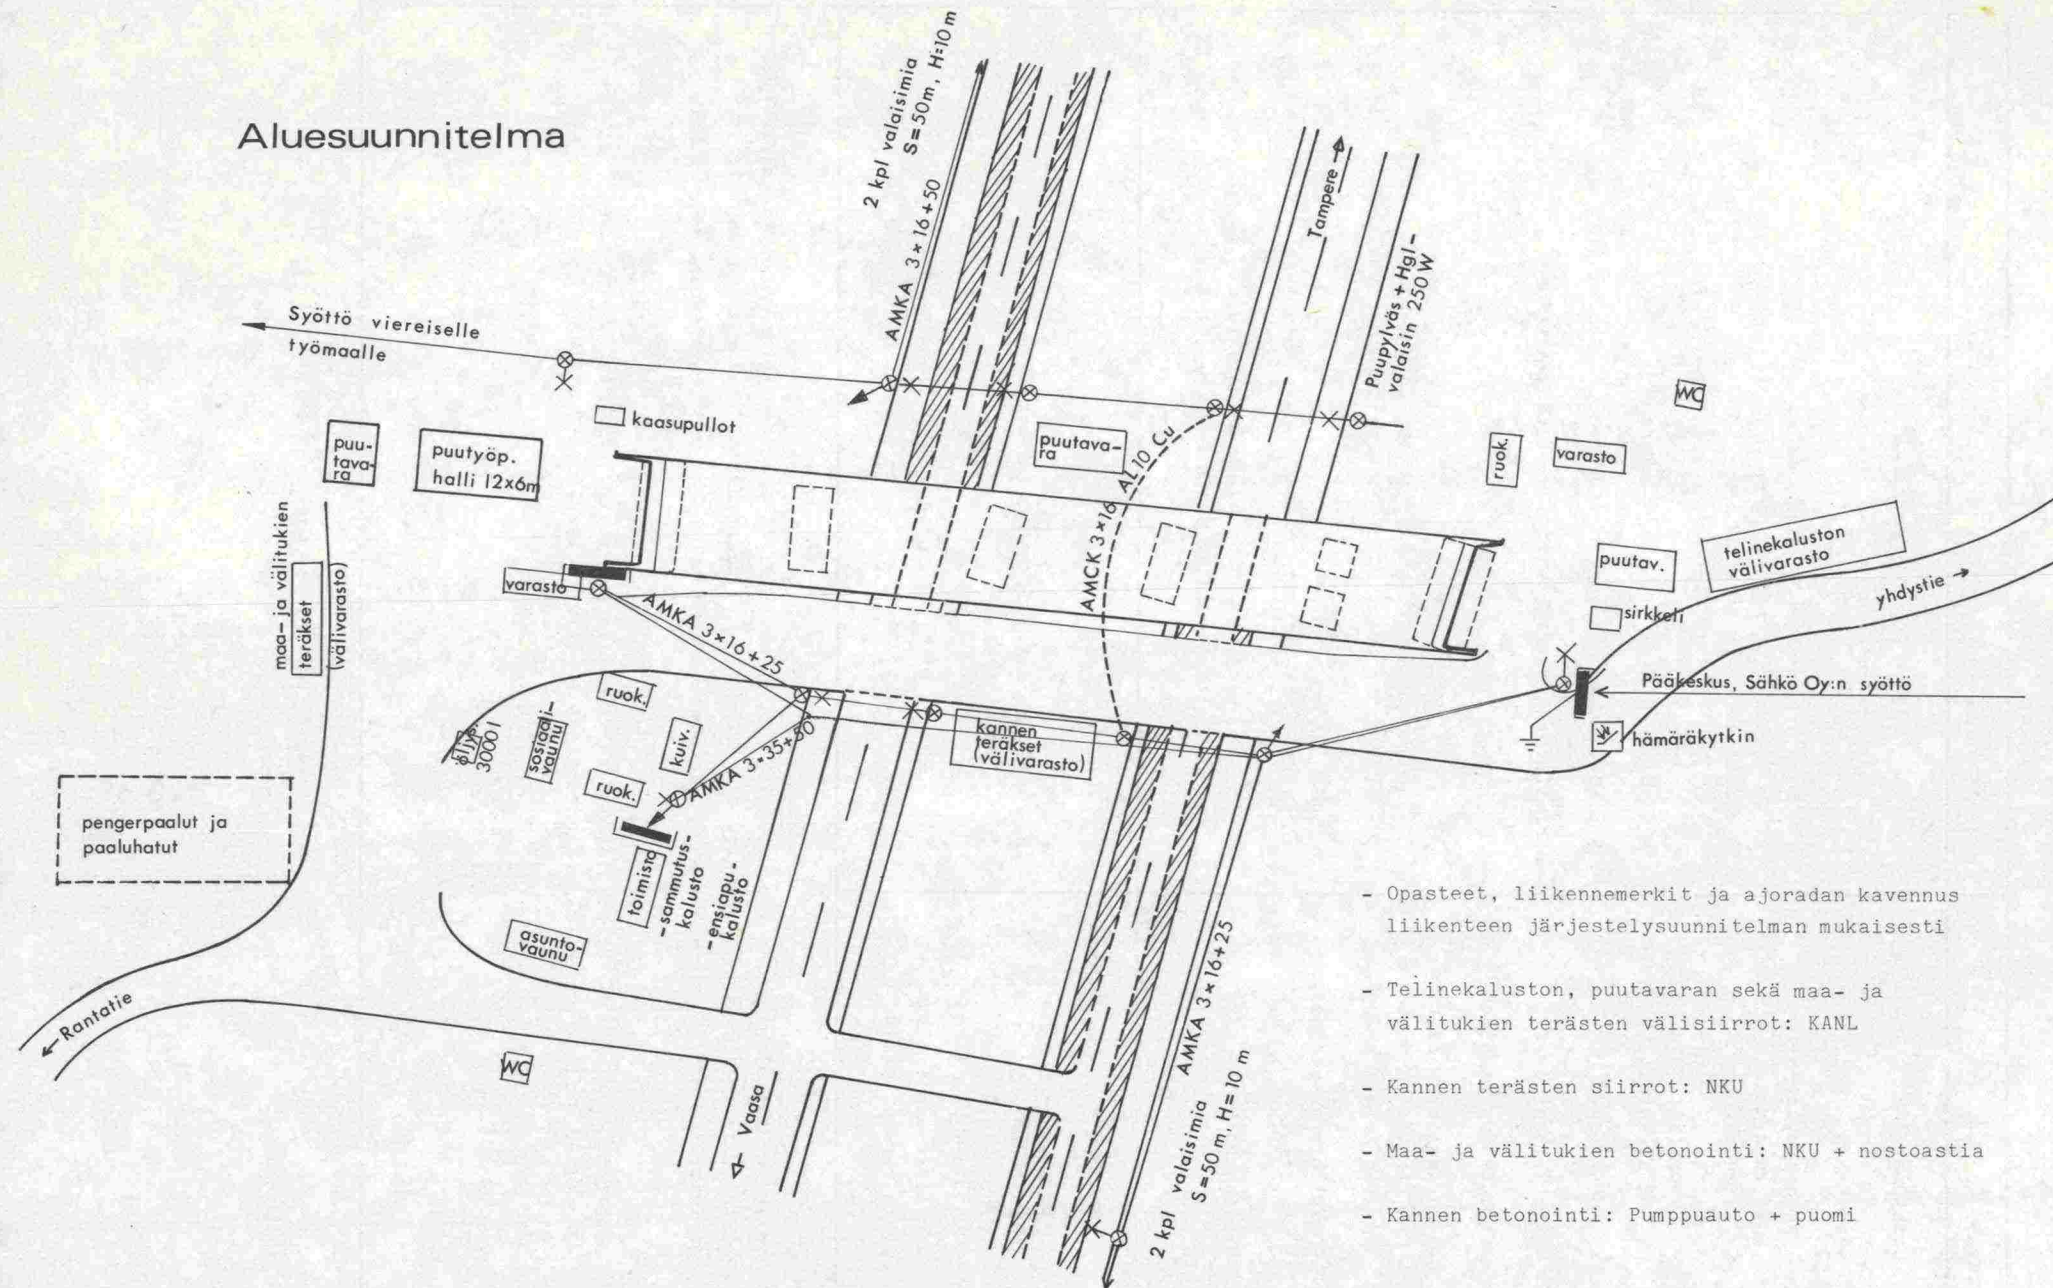 Aluesuunnitelma
2 kpl valaisimia
S=50m, H=10m
AMKA 3×16+50
Tampere
Puupylväs + Hgl-
valaisin 250W
Syöttö viereiselle
työmaalle
kaasupullot
puu-
tava-
ra
puutyöp.
halli 12x6m
puutava-
ra
AMCK 3×16 AL 10 Cu
ruok.
varasto
WC
maa- ja välitukien
teräkset
(välivarasto)
varasto
AMKA 3×16+25
puutav.
telinekaluston
välivarasto
sirkkeli
yhdystie
Pääkeskus, Sähkö Oy:n syöttö
hämäräkytkin
ruok.
öljy
3000 l
sosiaali-
vaunu
kuiv.
ruok.
AMKA 3×35+50
kannen
teräkset
(välivarasto)
pengerpaalut ja
paaluhatut
toimisto
-sammutus-
kalusto
-ensiapu-
kalusto
asunto-
vaunu
Rantatie
WC
Vaasa
AMKA 3×16+25
2 kpl valaisimia
S=50m, H=10 m
- Opasteet, liikennemerkit ja ajoradan kavennus
liikenteen järjestelysuunnitelman mukaisesti
- Telinekaluston, puutavaran sekä maa- ja
välitukien terästen välisiirrot: KANL
- Kannen terästen siirrot: NKU
- Maa- ja välitukien betonointi: NKU + nostoastia
- Kannen betonointi: Pumppuauto + puomi